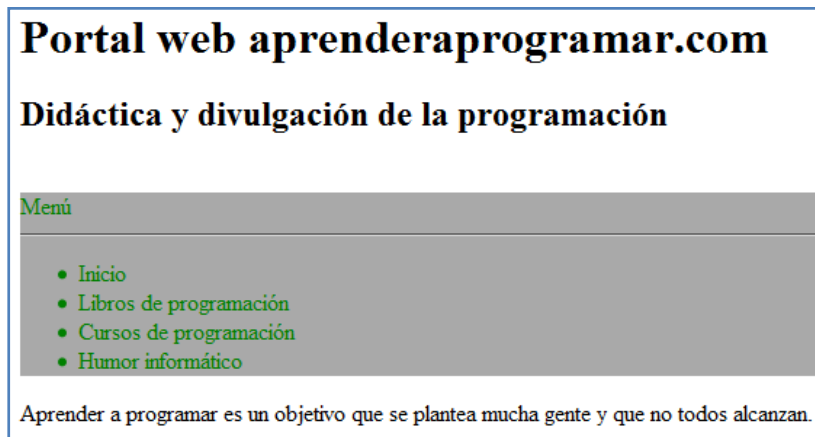 Portal web aprenderaprogramar.com
Didáctica y divulgación de la programación
Menú
Inicio
Libros de programación
Cursos de programación
Humor informático
Aprender a programar es un objetivo que se plantea mucha gente y que no todos alcanzan.